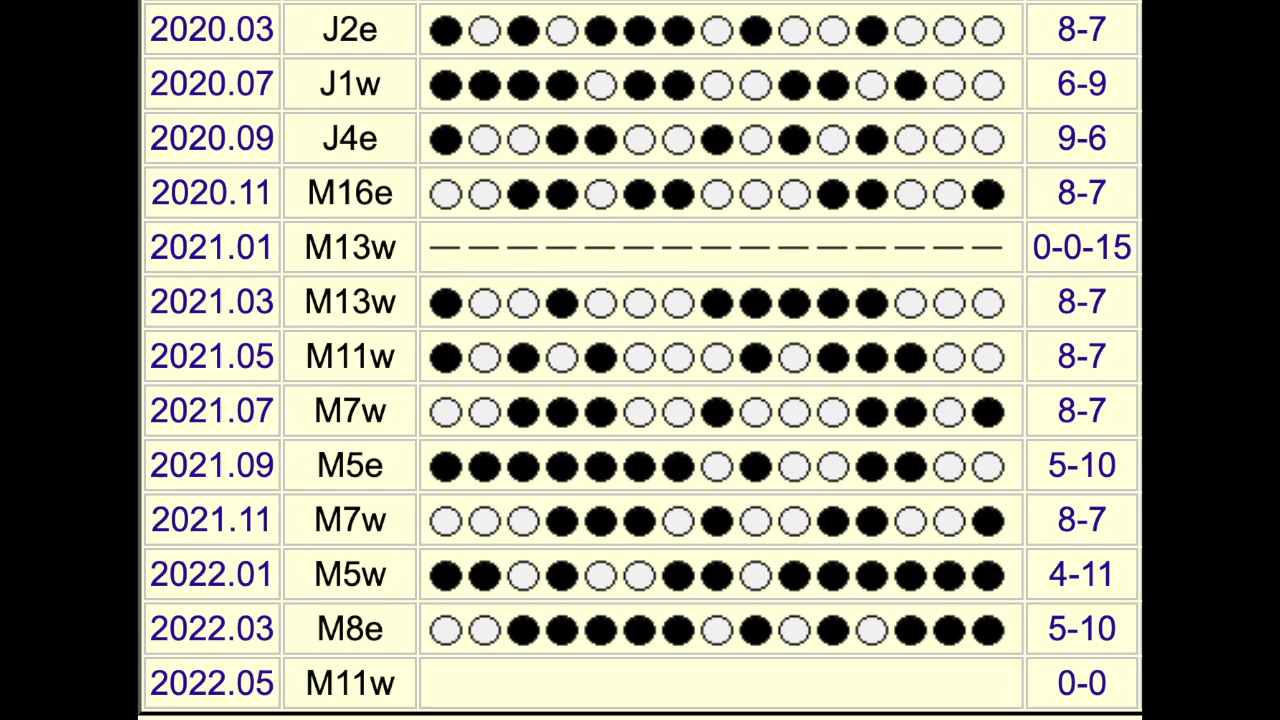 2020.03 J2e ●○●○●●●○●○○●○○○ 8-7
2020.07 J1w ●●●●○●●○○●●○●○○ 6-9
2020.09 J4e ●○○●●○○●○●○●○○○ 9-6
2020.11 M16e ○○●●○●●○○○●●○○● 8-7
2021.01 M13w — — — — — — — — — — — — — — — 0-0-15
2021.03 M13w ●○○●○○○●●●●●○○○ 8-7
2021.05 M11w ●○●○●○○○●○●●●○○ 8-7
2021.07 M7w ○○●●●○○●○○○●●○● 8-7
2021.09 M5e ●●●●●●●○●○○●●○○ 5-10
2021.11 M7w ○○○●●●○●○○●●○○● 8-7
2022.01 M5w ●●○●○○●●○●●●●●● 4-11
2022.03 M8e ○○●●●●●○●○●○●●● 5-10
2022.05 M11w 0-0